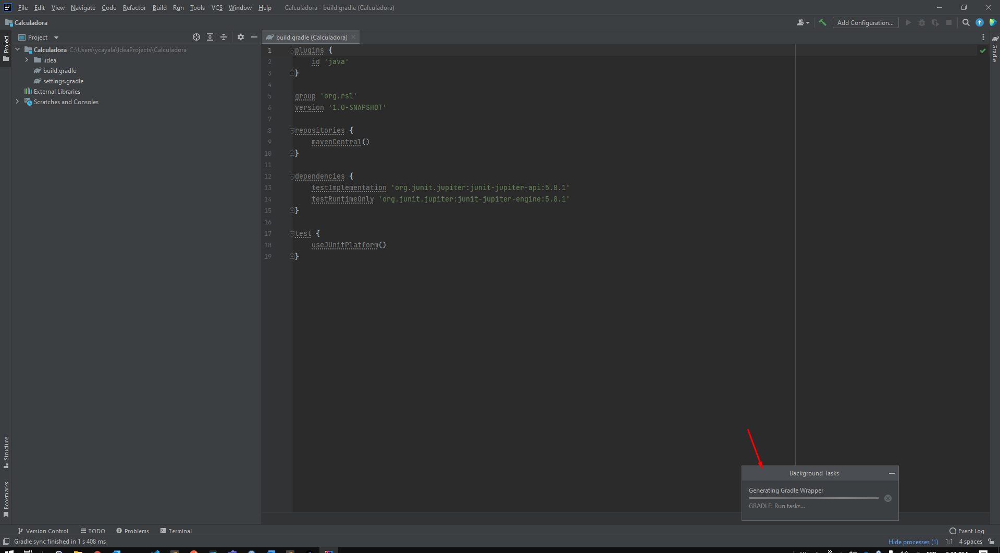 File Edit View Navigate Code Refactor Build Run Tools VCS Window Help Calculadora - build.gradle (Calculadora)
Calculadora
Add Configuration...
Project
Project
build.gradle (Calculadora)
Gradle
Calculadora C:\Users\ycayala\IdeaProjects\Calculadora
.idea
build.gradle
settings.gradle
External Libraries
Scratches and Consoles
1 plugins {
2 id 'java'
3 }
4
5 group 'org.rsl'
6 version '1.0-SNAPSHOT'
7
8 repositories {
9 mavenCentral()
10 }
11
12 dependencies {
13 testImplementation 'org.junit.jupiter:junit-jupiter-api:5.8.1'
14 testRuntimeOnly 'org.junit.jupiter:junit-jupiter-engine:5.8.1'
15 }
16
17 test {
18 useJUnitPlatform()
19 }
Structure
Bookmarks
Background Tasks
Generating Gradle Wrapper
GRADLE: Run tasks...
Version Control TODO Problems Terminal
Event Log
Gradle sync finished in 1 s 408 ms
Hide processes (1) 1:1 4 spaces